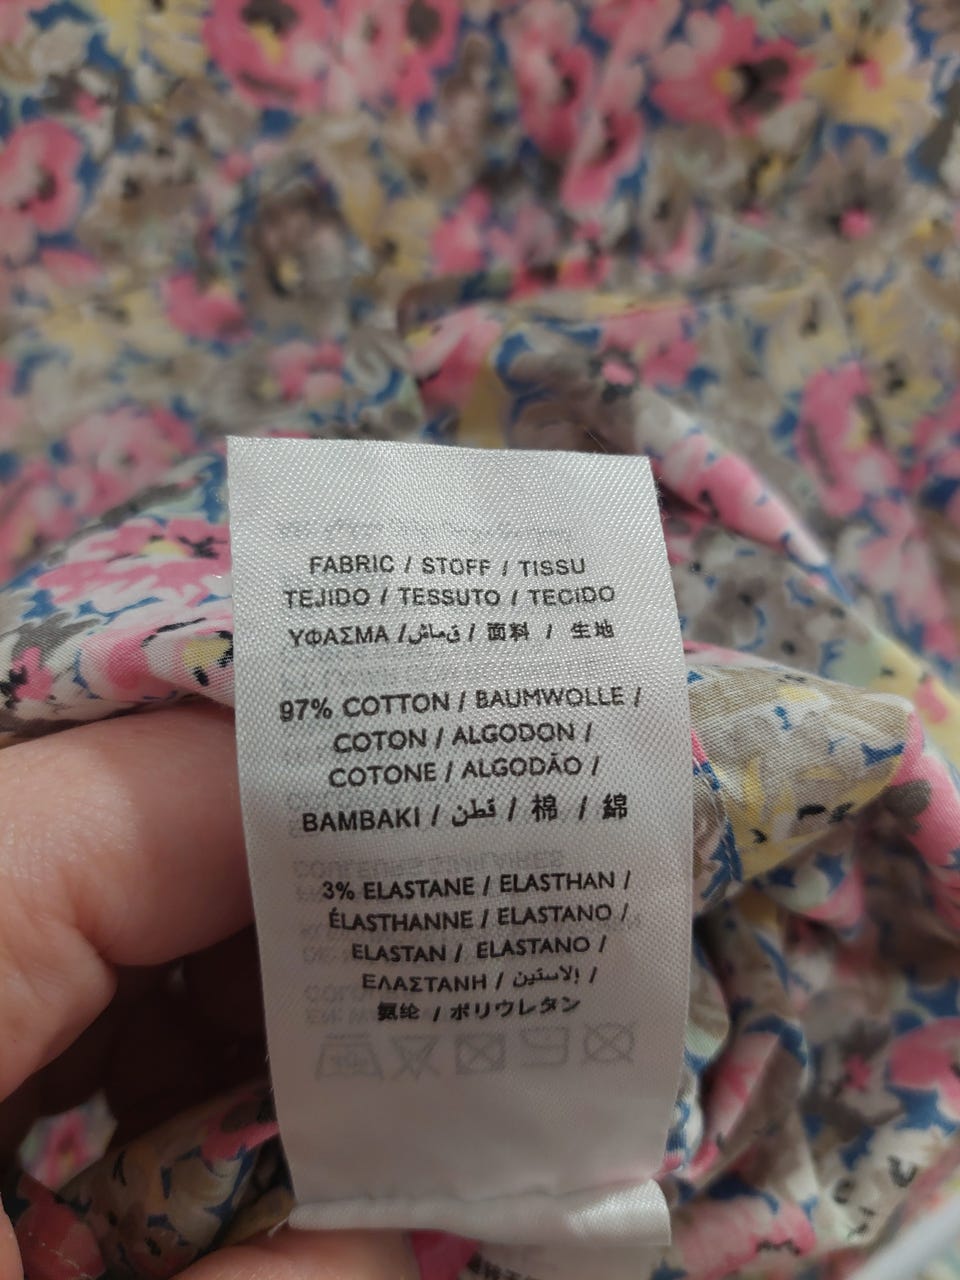 FABRIC / STOFF / TISSU
TEJIDO / TESSUTO / TECIDO
ΥΦΑΣΜΑ / قماش / 面料 / 生地
97% COTTON / BAUMWOLLE /
COTON / ALGODON /
COTONE / ALGODÃO /
BAMBAKI / قطن / 棉 / 綿
3% ELASTANE / ELASTHAN /
ÉLASTHANNE / ELASTANO /
ELASTAN / ELASTANO /
ΕΛΑΣΤΑΝΗ / إلاستين /
氨纶 / ポリウレタン